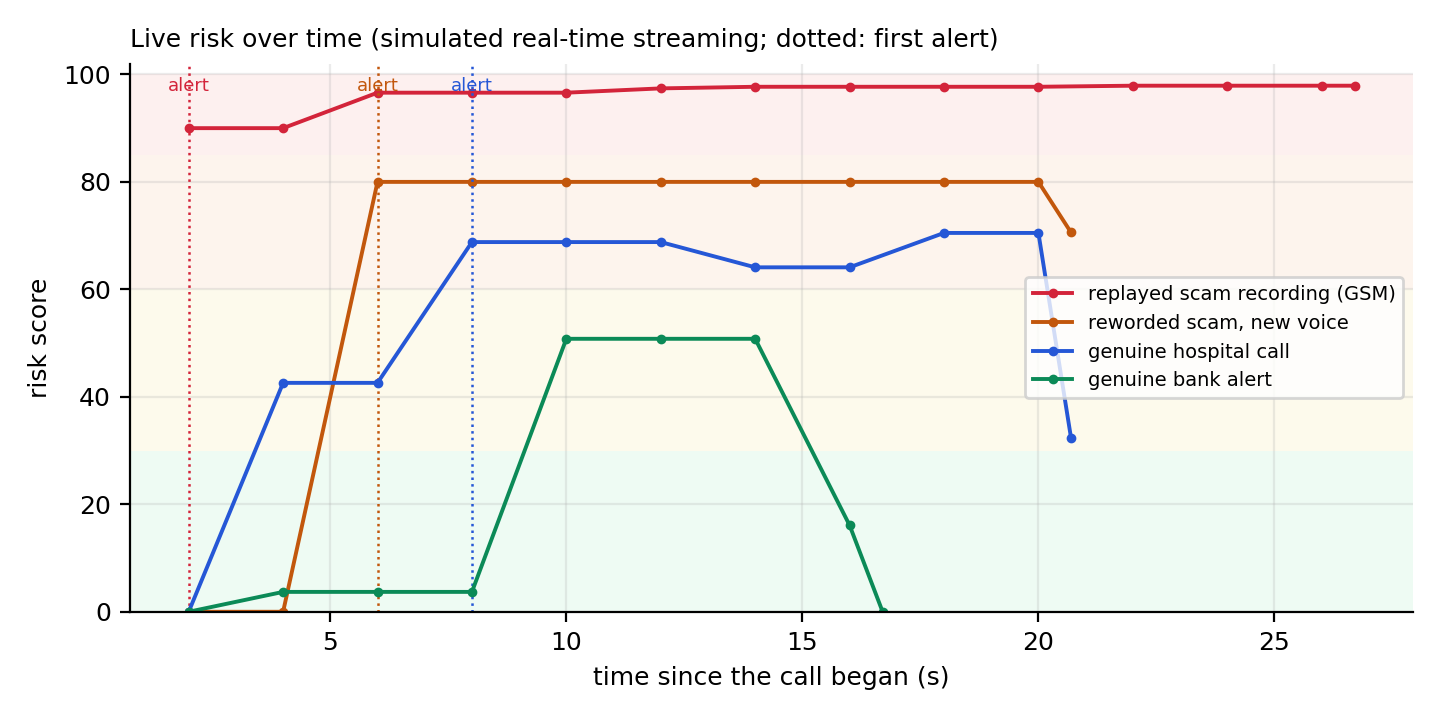 Live risk over time (simulated real-time streaming; dotted: first alert)
alert
alert
alert
risk score
100
80
60
40
20
0
replayed scam recording (GSM)
reworded scam, new voice
genuine hospital call
genuine bank alert
5
10
15
20
25
time since the call began (s)